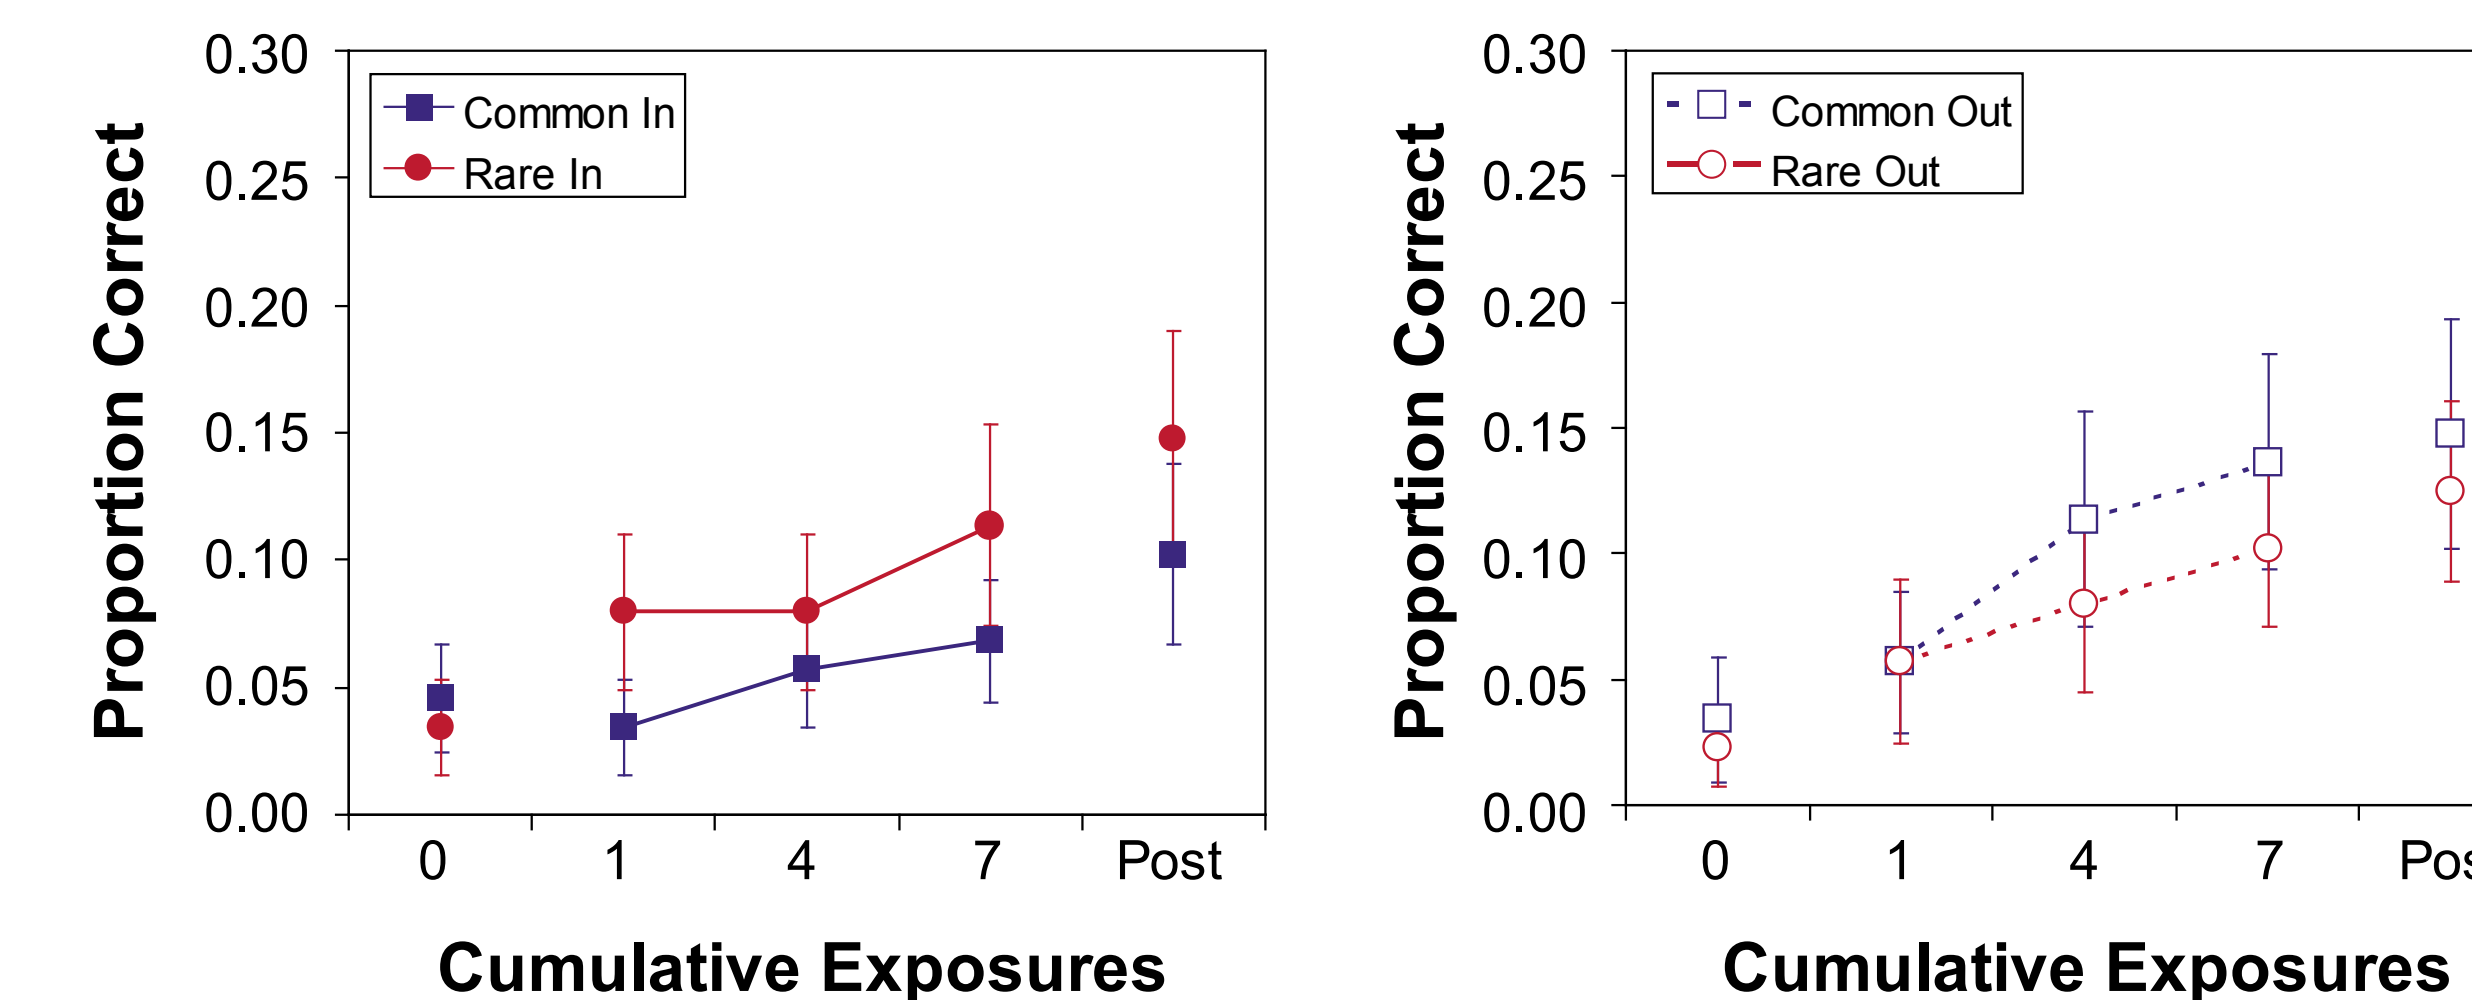 Proportion Correct
0.30
0.25
0.20
0.15
0.10
0.05
0.00
Common In
Rare In
0
1
4
7
Post
Cumulative Exposures
Proportion Correct
0.30
0.25
0.20
0.15
0.10
0.05
0.00
Common Out
Rare Out
0
1
4
7
Pos
Cumulative Exposures